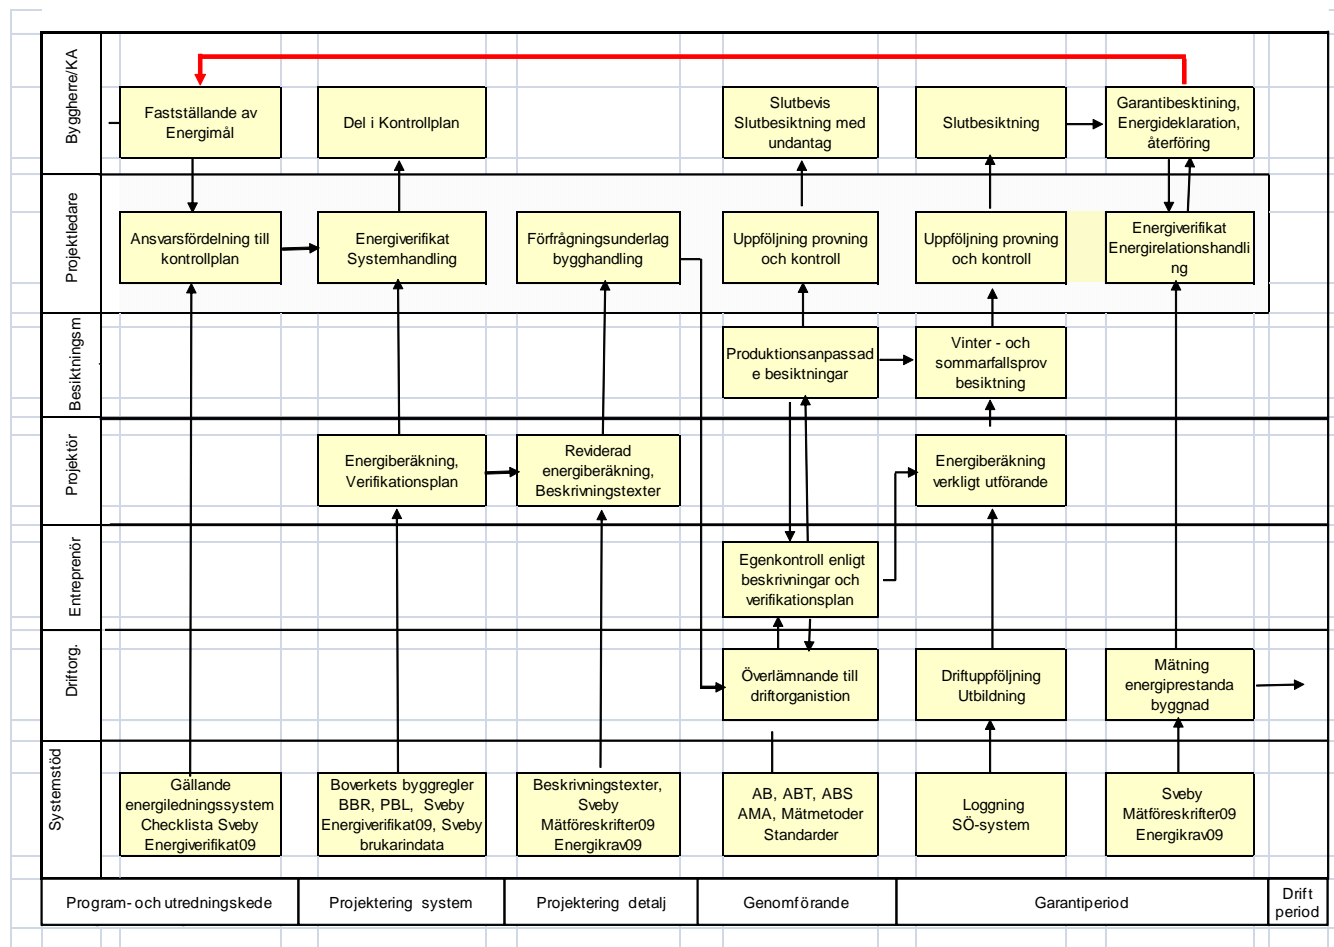 Byggherre/KA
Fastställande av
Energimål
Del i Kontrollplan
Slutbevis
Slutbesiktning med
undantag
Slutbesiktning
Garantibesktining,
Energideklaration,
återföring
Projektledare
Ansvarsfördelning till
kontrollplan
Energiverifikat
Systemhandling
Förfrågningsunderlag
bygghandling
Uppföljning provning
och kontroll
Uppföljning provning
och kontroll
Energiverifikat
Energirelationshandli
ng
Besiktningsm
Produktionsanpassad
e besiktningar
Vinter - och
sommarfallsprov
besiktning
Projektör
Energiberäkning,
Verifikationsplan
Reviderad
energiberäkning,
Beskrivningstexter
Energiberäkning
verkligt utförande
Entreprenör
Egenkontroll enligt
beskrivningar och
verifikationsplan
Driftorg.
Överlämnande till
driftorganistion
Driftuppföljning
Utbildning
Mätning
energiprestanda
byggnad
Systemstöd
Gällande
energiledningssystem
Checklista Sveby
Energiverifikat09
Boverkets byggregler
BBR, PBL, Sveby
Energiverifikat09, Sveby
brukarindata
Beskrivningstexter,
Sveby
Mätföreskrifter09
Energikrav09
AB, ABT, ABS
AMA, Mätmetoder
Standarder
Loggning
SÖ-system
Sveby
Mätföreskrifter09
Energikrav09
Program- och utredningskede
Projektering system
Projektering detalj
Genomförande
Garantiperiod
Drift
period